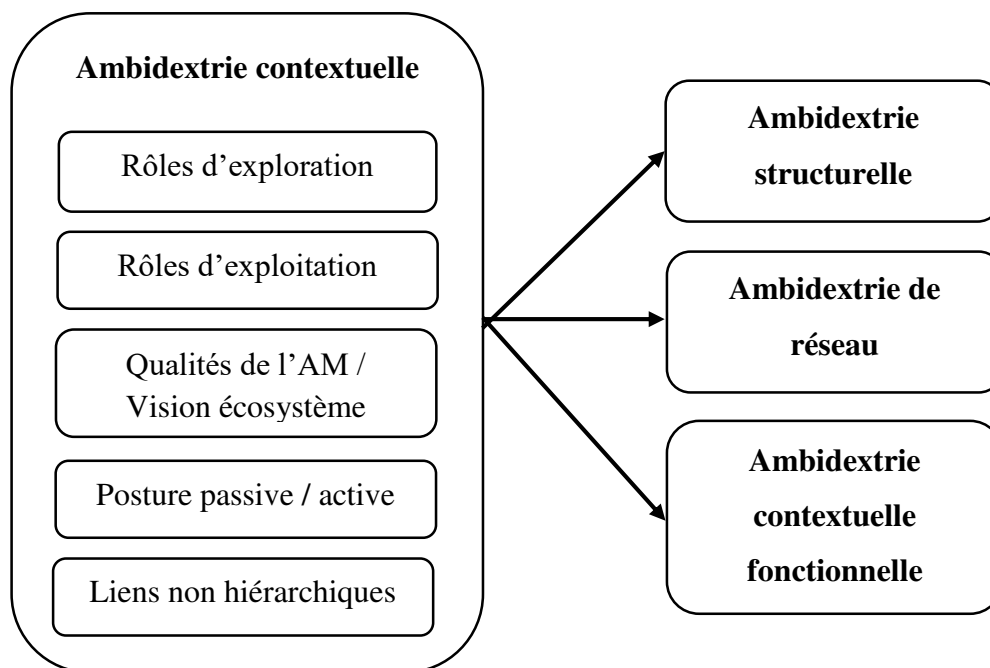 Ambidextrie contextuelle
Rôles d’exploration
Rôles d’exploitation
Qualités de l’AM /
Vision écosystème
Posture passive / active
Liens non hiérarchiques
Ambidextrie
structurelle
Ambidextrie de
réseau
Ambidextrie
contextuelle
fonctionnelle